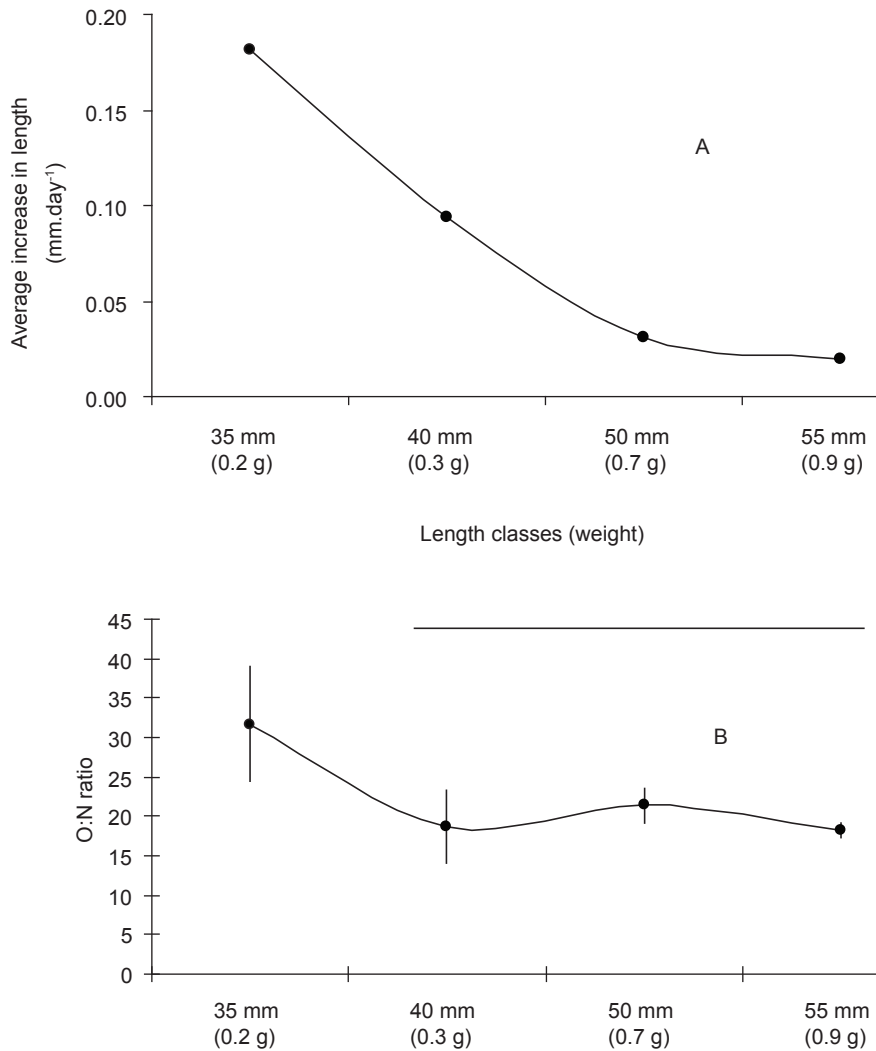 Average increase in length
(mm.day⁻¹)
0.20
0.15
0.10
0.05
0.00
A
35 mm 40 mm 50 mm 55 mm
(0.2 g) (0.3 g) (0.7 g) (0.9 g)
Length classes (weight)
O:N ratio
45
40
35
30
25
20
15
10
5
0
B
35 mm 40 mm 50 mm 55 mm
(0.2 g) (0.3 g) (0.7 g) (0.9 g)